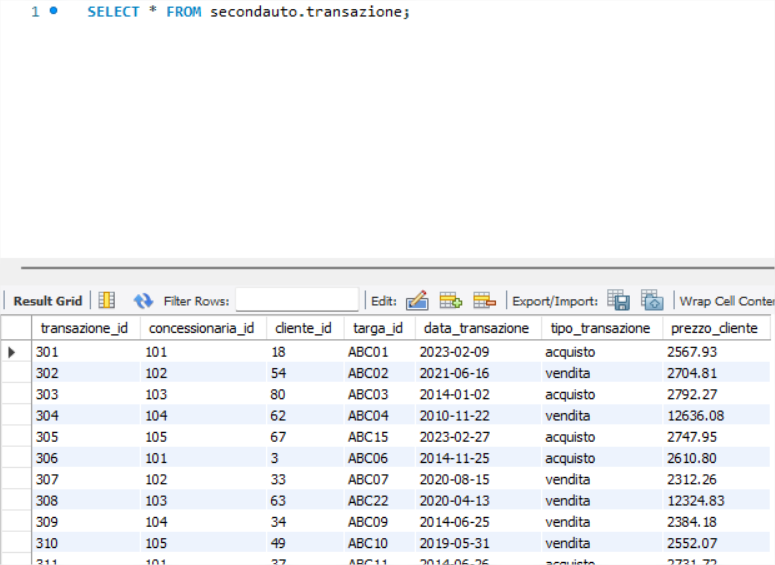 1 SELECT * FROM secondauto.transazione;
Result Grid Filter Rows: Edit: Export/Import: Wrap Cell
transazione_id concessionaria_id cliente_id targa_id data_transazione tipo_transazione prezzo_cliente
301 101 18 ABC01 2023-02-09 acquisto 2567.93
302 102 54 ABC02 2021-06-16 vendita 2704.81
303 103 80 ABC03 2014-01-02 acquisto 2792.27
304 104 62 ABC04 2010-11-22 vendita 12636.08
305 105 67 ABC15 2023-02-27 acquisto 2747.95
306 101 3 ABC06 2014-11-25 acquisto 2610.80
307 102 33 ABC07 2020-08-15 vendita 2312.26
308 103 63 ABC22 2020-04-13 vendita 12324.83
309 104 34 ABC09 2014-06-25 vendita 2384.18
310 105 49 ABC10 2019-05-31 vendita 2552.07
311 101 37 ABC11 2014-06-26 acquisto 2731.72